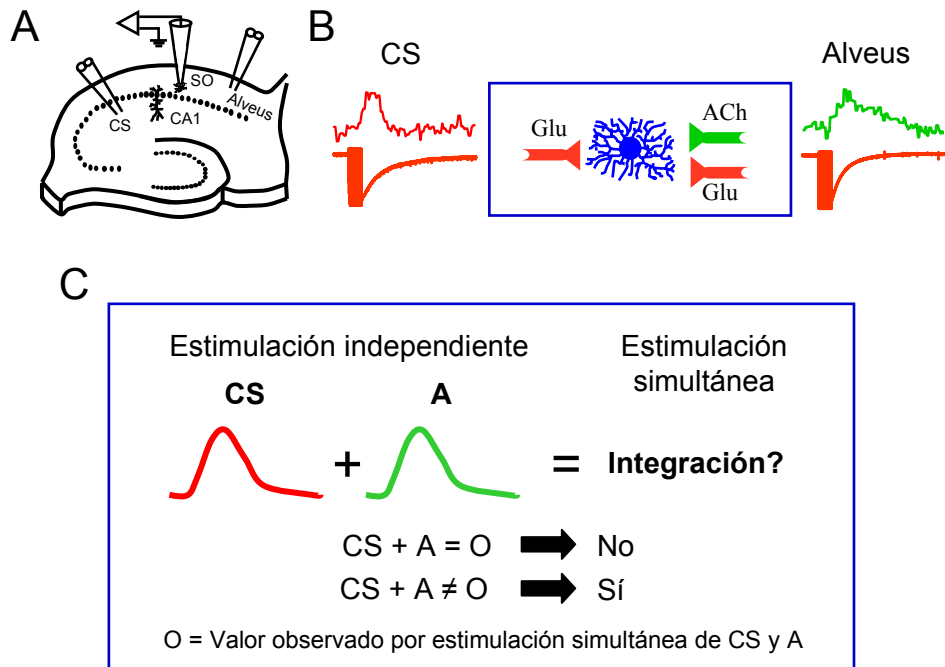 A
SO
CS
CA1
Alveus
B
CS
Alveus
Glu
ACh
Glu
C
Estimulación independiente
Estimulación simultánea
CS
A
+
=
Integración?
CS + A = O
No
CS + A ≠ O
Sí
O = Valor observado por estimulación simultánea de CS y A